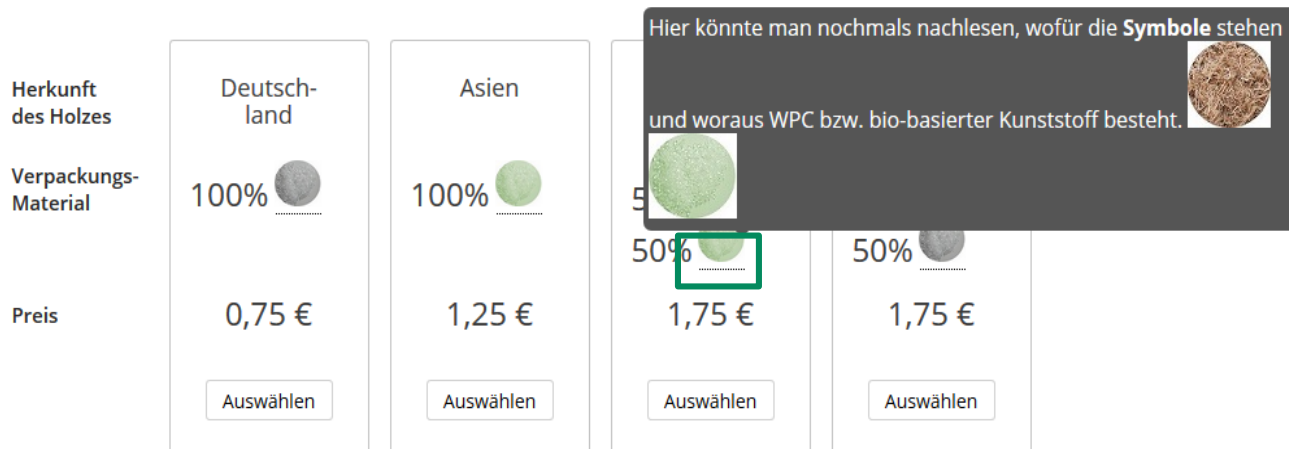 Hier könnte man nochmals nachlesen, wofür die Symbole stehen
und woraus WPC bzw. bio-basierter Kunststoff besteht.
Herkunft
des Holzes
Deutsch-
land
Asien
Verpackungs-
Material
100%
100%
50%
50%
Preis
0,75 €
1,25 €
1,75 €
1,75 €
Auswählen
Auswählen
Auswählen
Auswählen